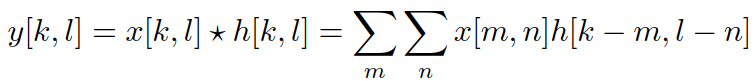 y[k, l] = x[k, l] ⋆ h[k, l] = ∑_m ∑_n x[m, n]h[k − m, l − n]